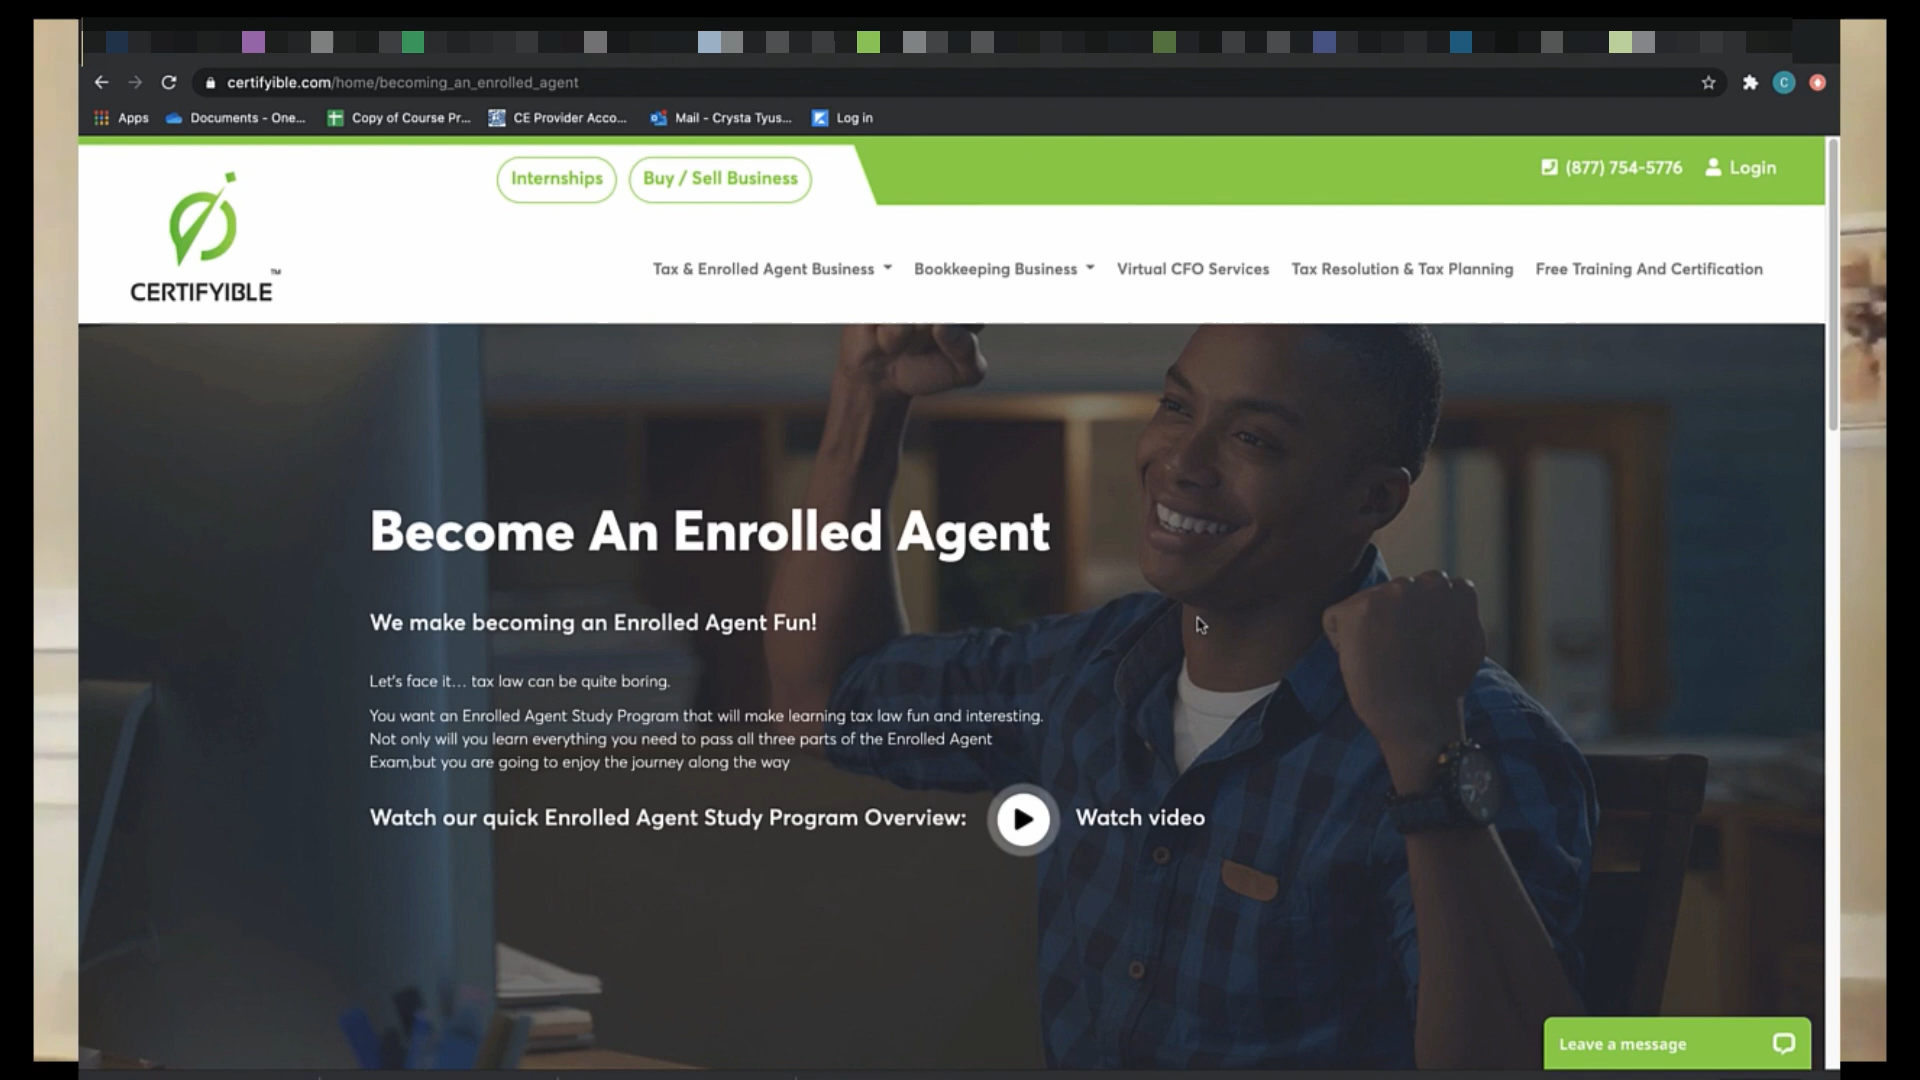 certifyible.com/home/becoming_an_enrolled_agent
C
Apps
Documents - One...
Copy of Course Pr...
CE Provider Acco...
Mail - Crysta Tyus...
Log in
Internships
Buy / Sell Business
(877) 754-5776
Login
CERTIFYIBLE
TM
Tax & Enrolled Agent Business
Bookkeeping Business
Virtual CFO Services
Tax Resolution & Tax Planning
Free Training And Certification
Become An Enrolled Agent
We make becoming an Enrolled Agent Fun!
Let's face it... tax law can be quite boring.
You want an Enrolled Agent Study Program that will make learning tax law fun and interesting.
Not only will you learn everything you need to pass all three parts of the Enrolled Agent
Exam,but you are going to enjoy the journey along the way
Watch our quick Enrolled Agent Study Program Overview:
Watch video
Leave a message